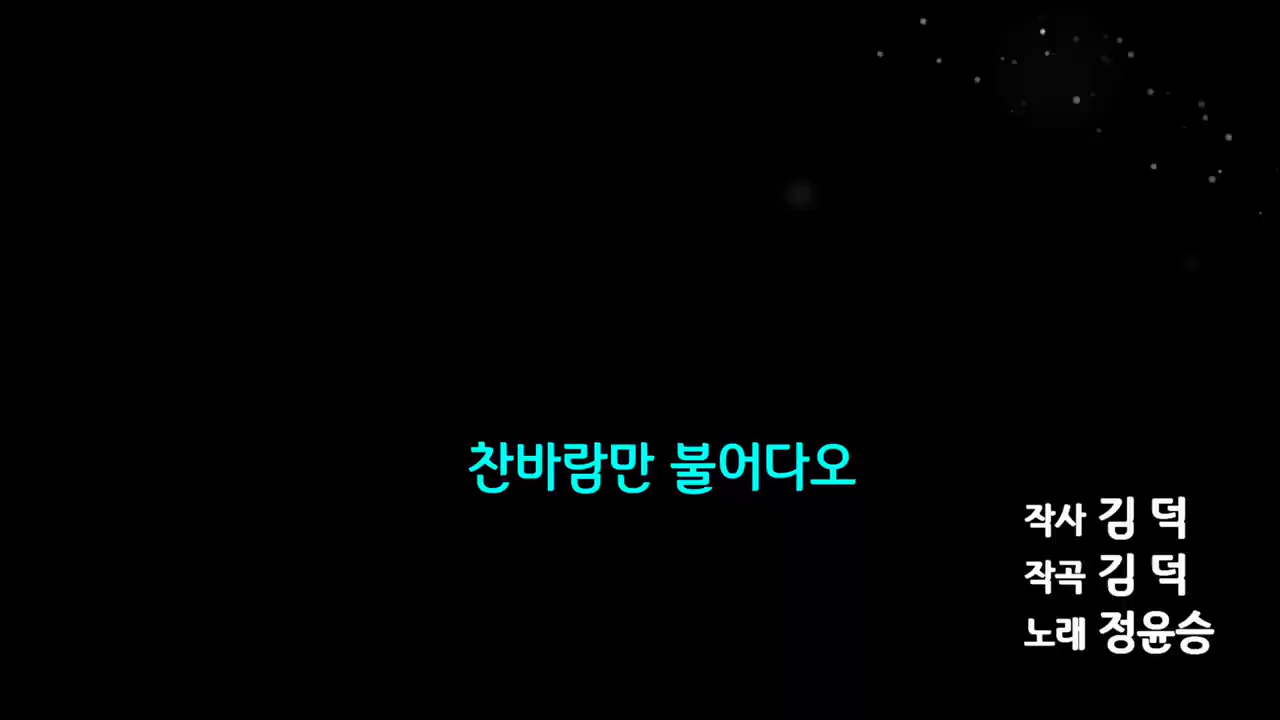 찬바람만 불어다오
작사 김 덕
작곡 김 덕
노래 정윤승